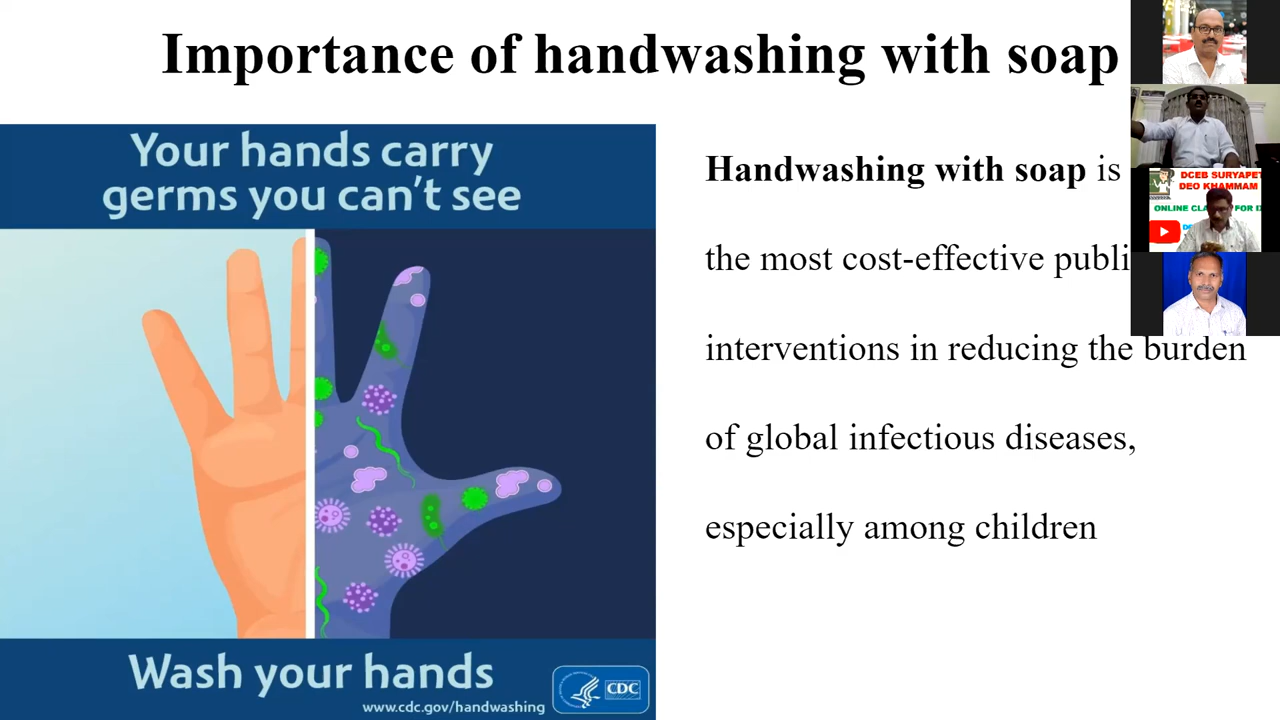 Importance of handwashing with soap
Your hands carry
germs you can't see
Wash your hands
www.cdc.gov/handwashing
CDC
Handwashing with soap is
the most cost-effective
interventions in reducing the burden
of global infectious diseases,
especially among children
DCEB SURYAPET
DEO KHAMMAM
ONLINE